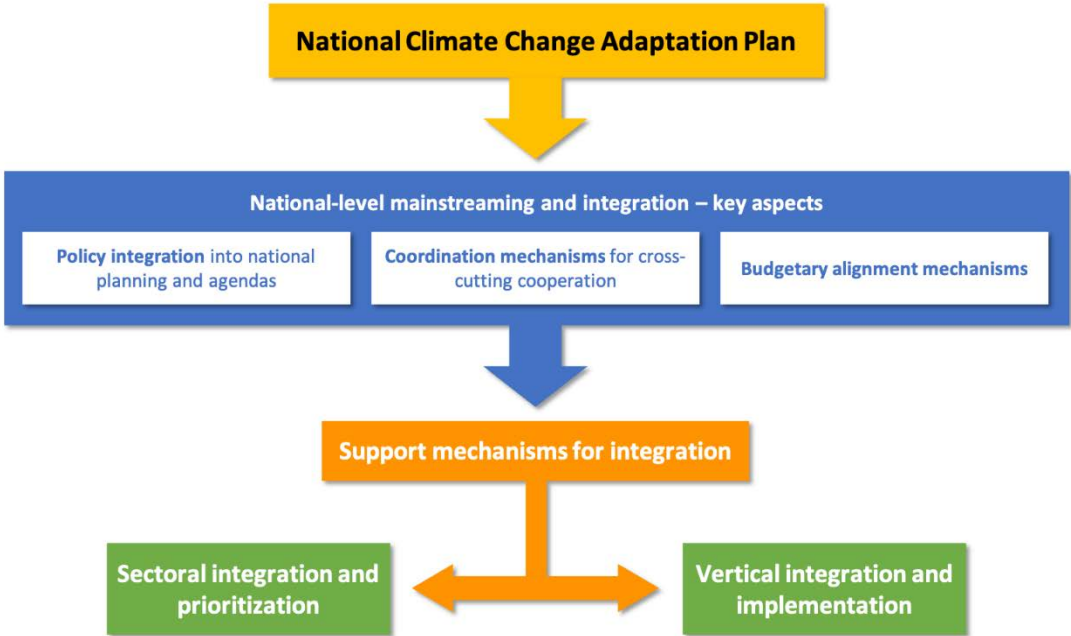 National Climate Change Adaptation Plan
National-level mainstreaming and integration – key aspects
Policy integration into national
planning and agendas
Coordination mechanisms for cross-
cutting cooperation
Budgetary alignment mechanisms
Support mechanisms for integration
Sectoral integration and
prioritization
Vertical integration and
implementation